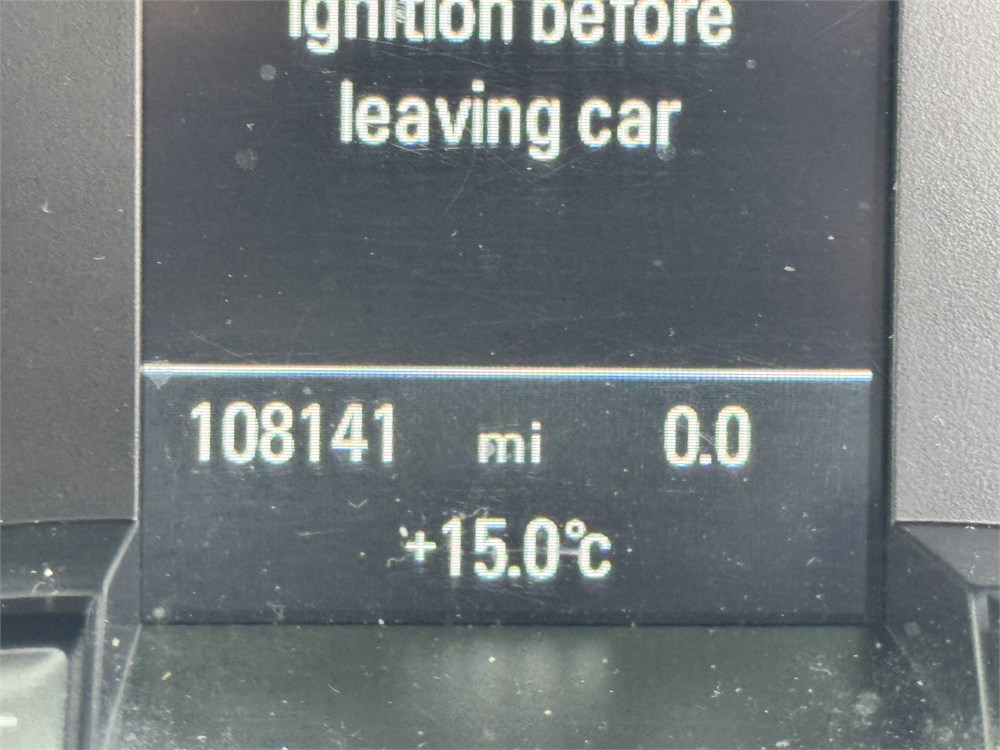 ignition before
leaving car
108141 mi 0.0
+15.0°c